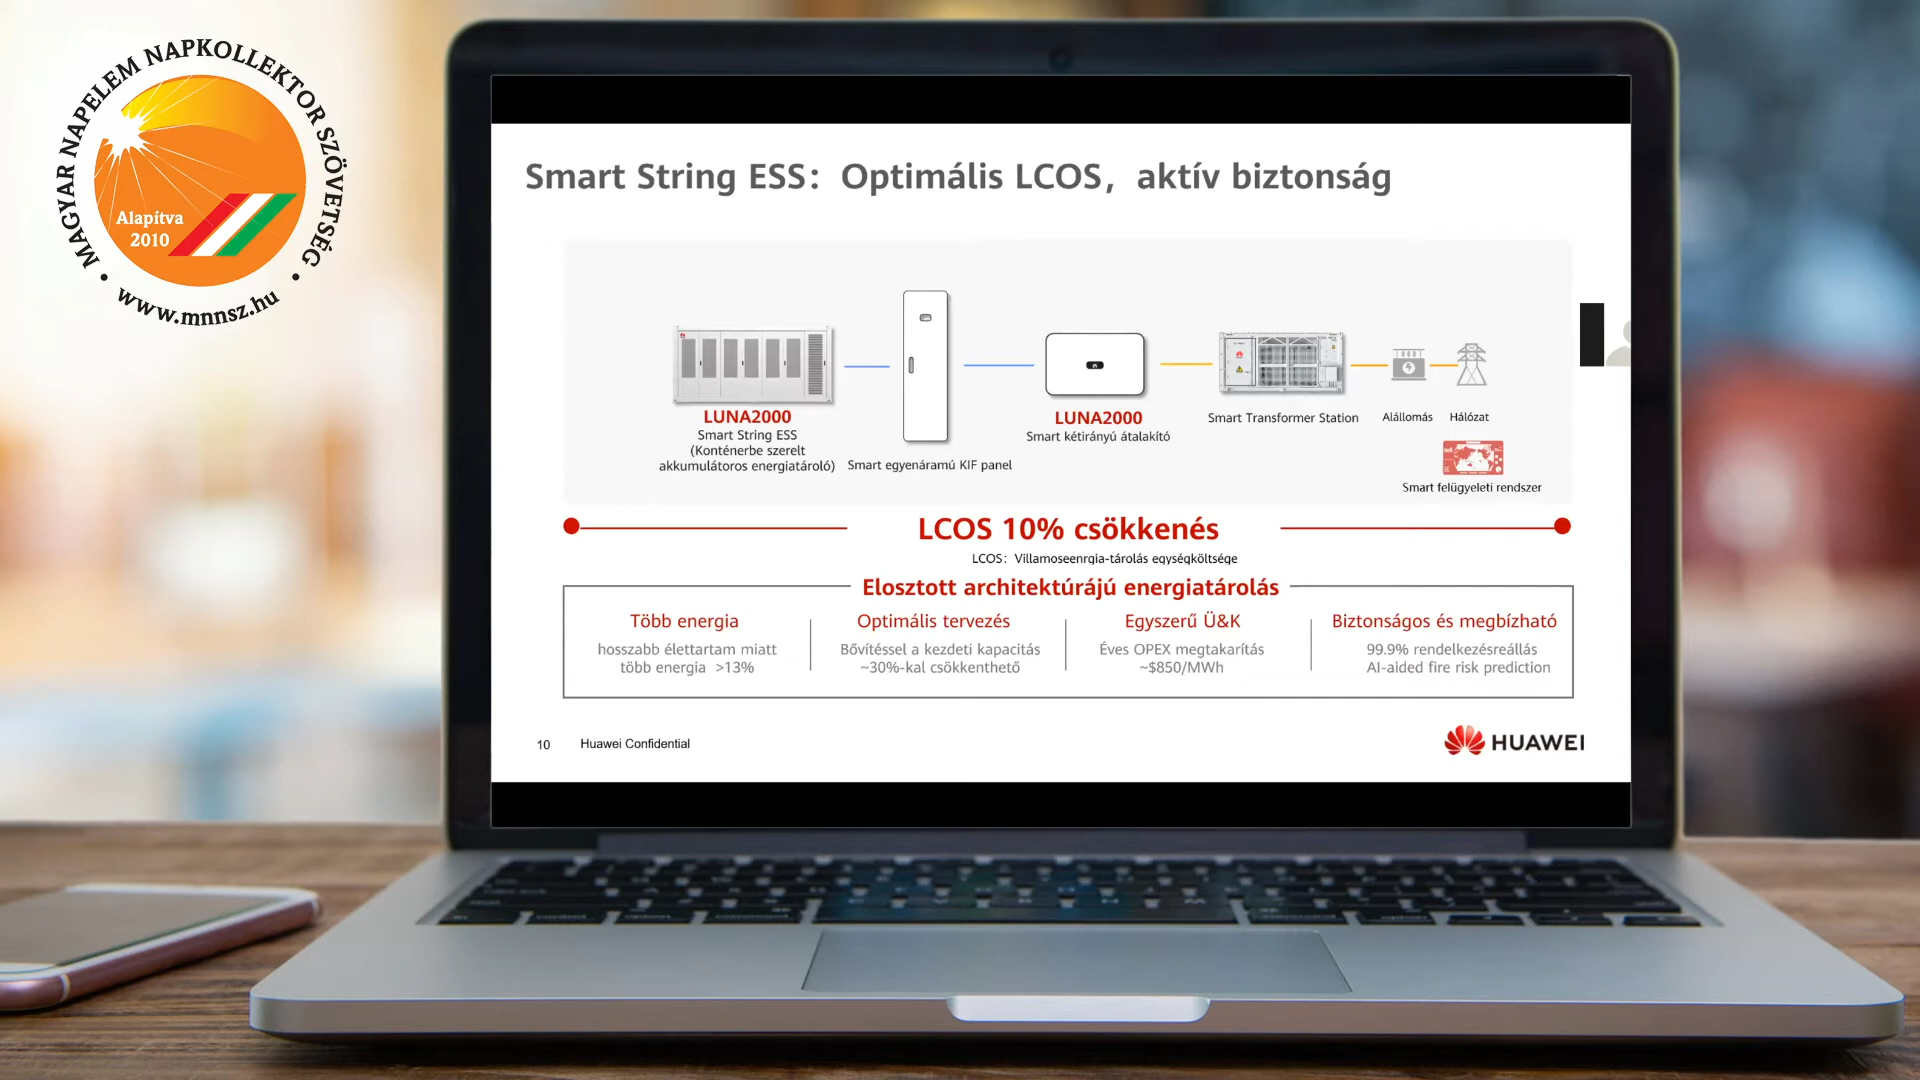 MAGYAR NAPELEM NAPKOLLEKTOR SZÖVETSÉG
Alapítva
2010
www.mnnsz.hu
Smart String ESS: Optimális LCOS, aktív biztonság
LUNA2000
Smart String ESS
(Konténerbe szerelt
akkumulátoros energiatároló)
Smart egyenáramú KIF panel
LUNA2000
Smart kétirányú átalakító
Smart Transformer Station
Alállomás
Hálózat
Smart felügyeleti rendszer
LCOS 10% csökkenés
LCOS: Villamoseenrgia-tárolás egységköltsége
Elosztott architektúrájú energiatárolás
Több energia
hosszabb élettartam miatt
több energia >13%
Optimális tervezés
Bővítéssel a kezdeti kapacitás
~30%-kal csökkenthető
Egyszerű Ü&K
Éves OPEX megtakarítás
~$850/MWh
Biztonságos és megbízható
99.9% rendelkezésreállás
AI-aided fire risk prediction
10 Huawei Confidential
HUAWEI